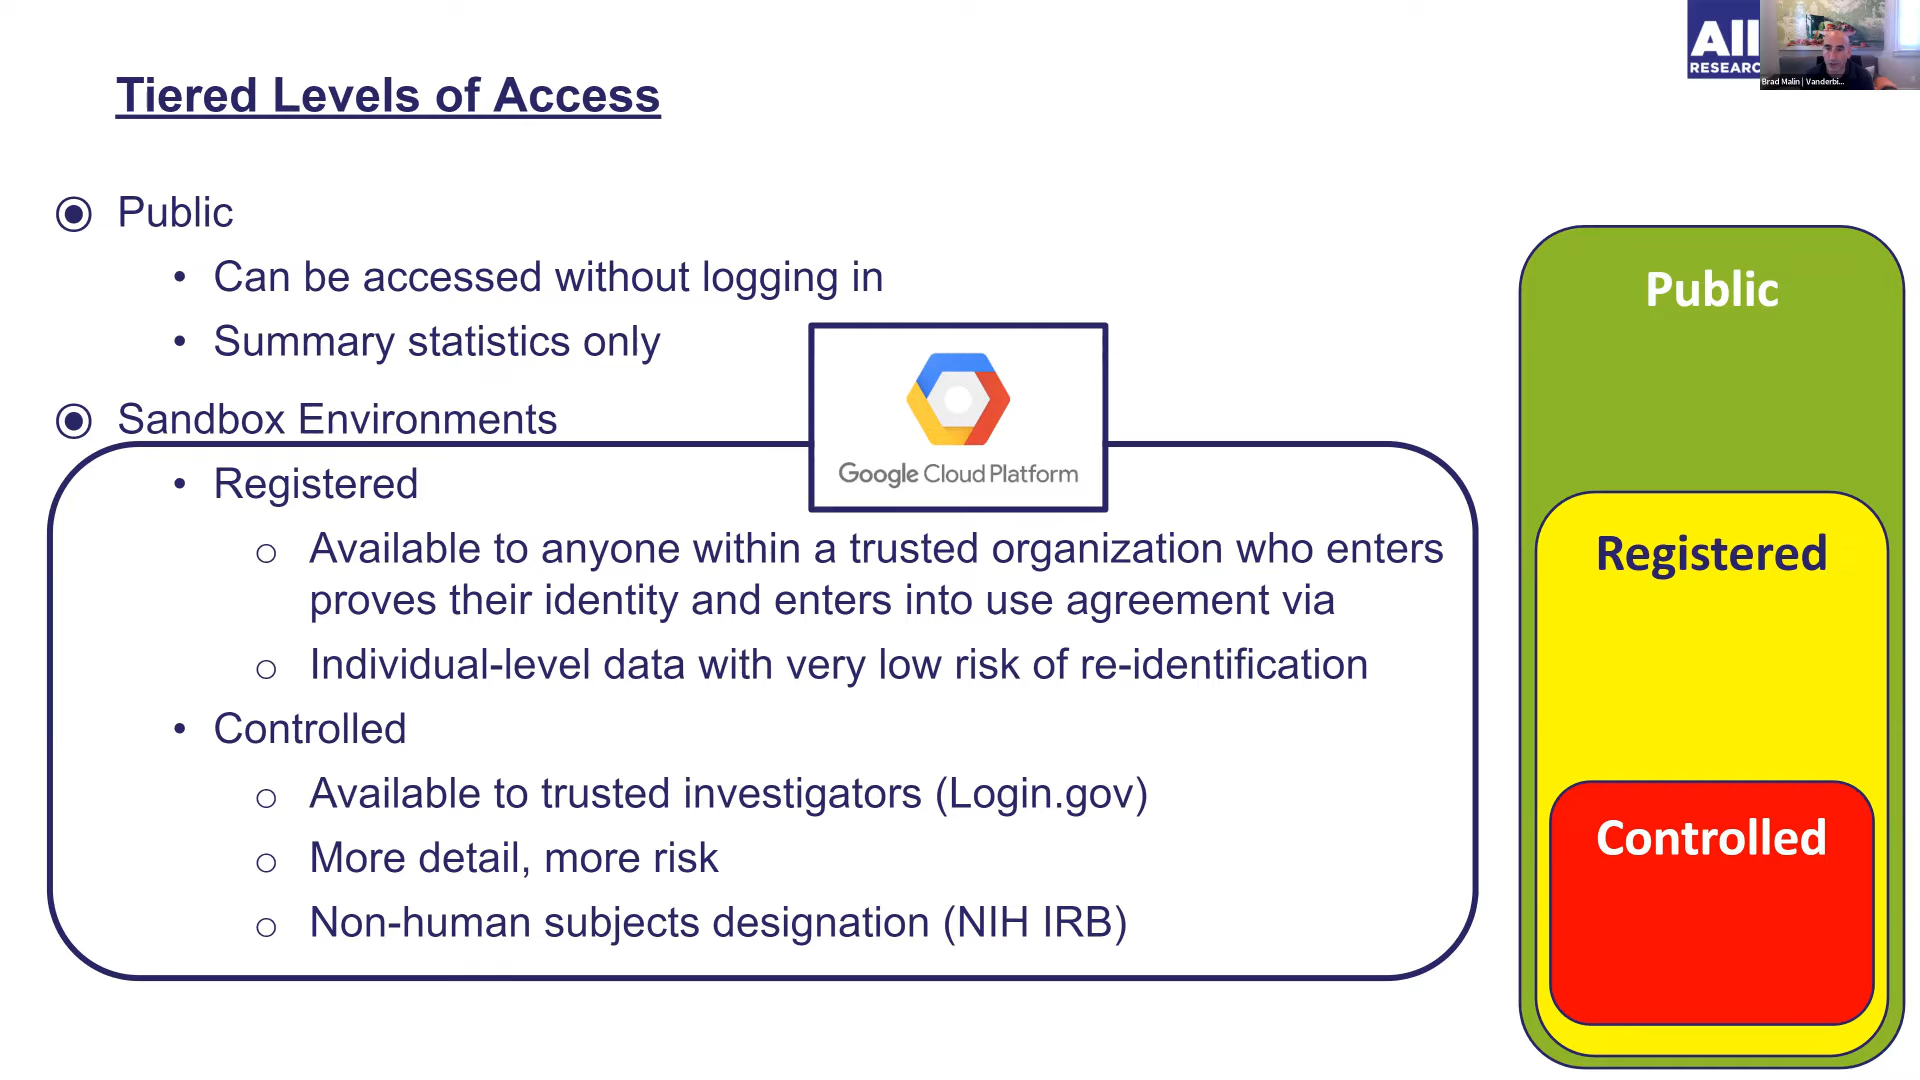 Tiered Levels of Access
All
RESEARC
Brad Malin | Vanderbi...
Public
• Can be accessed without logging in
• Summary statistics only
Sandbox Environments
Google Cloud Platform
• Registered
o Available to anyone within a trusted organization who enters
proves their identity and enters into use agreement via
o Individual-level data with very low risk of re-identification
• Controlled
o Available to trusted investigators (Login.gov)
o More detail, more risk
o Non-human subjects designation (NIH IRB)
Public
Registered
Controlled